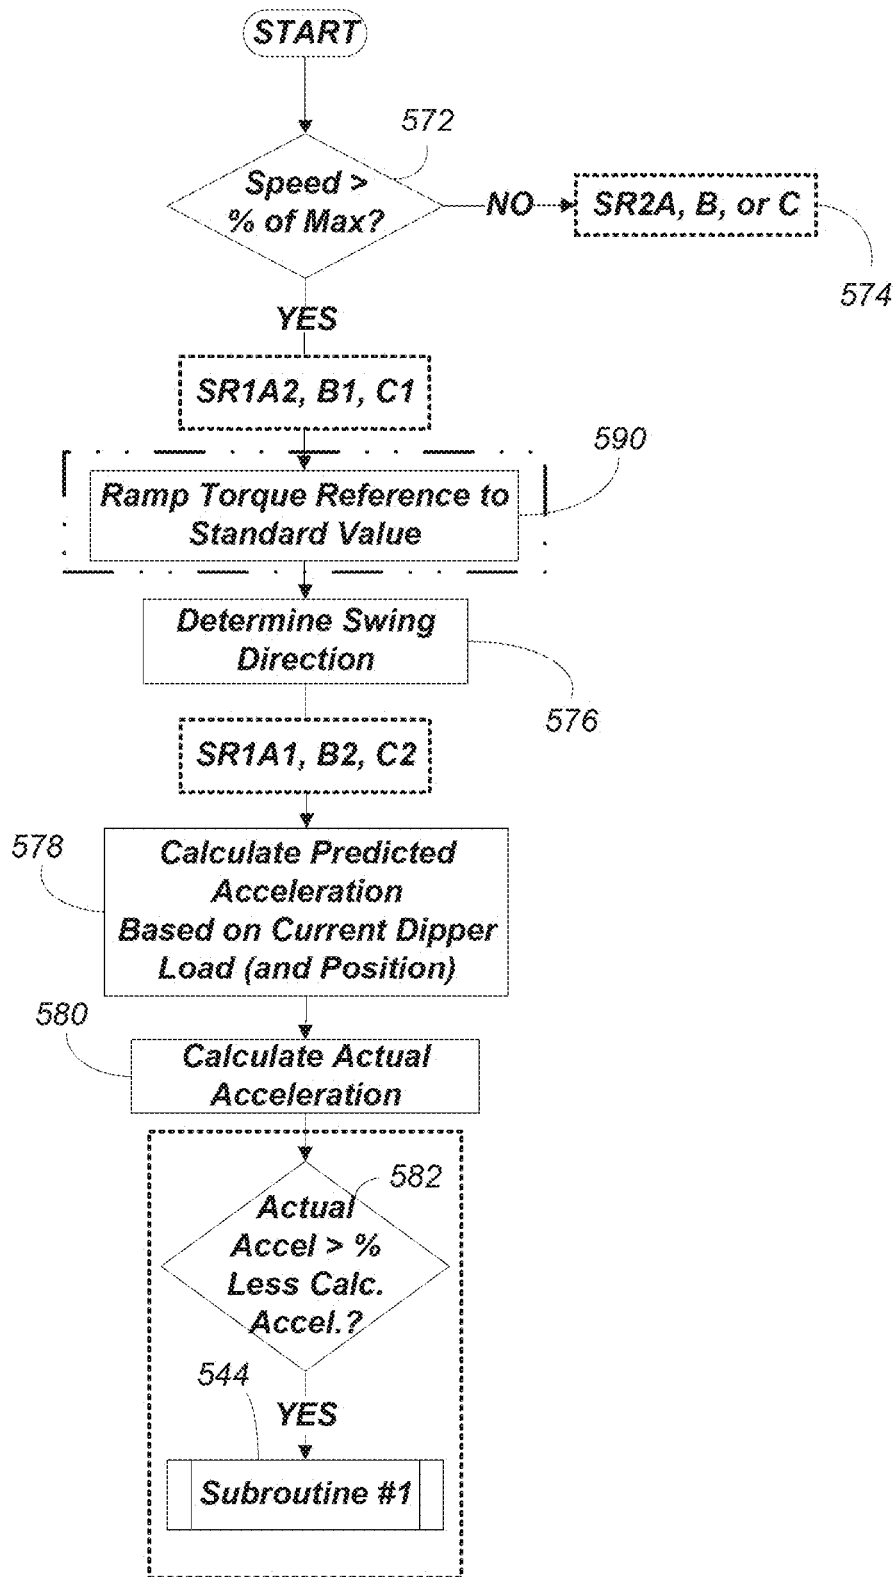 START
572
Speed >
% of Max?
NO
SR2A, B, or C
574
YES
SR1A2, B1, C1
590
Ramp Torque Reference to
Standard Value
Determine Swing
Direction
576
SR1A1, B2, C2
578
Calculate Predicted
Acceleration
Based on Current Dipper
Load (and Position)
580
Calculate Actual
Acceleration
582
Actual
Accel > %
Less Calc.
Accel.?
544
YES
Subroutine #1